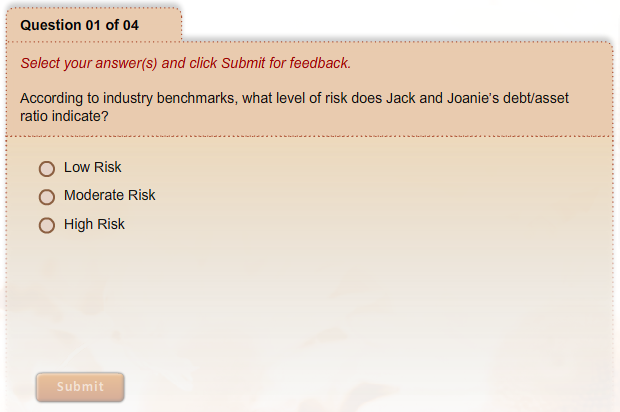 Question 01 of 04
Select your answer(s) and click Submit for feedback.
According to industry benchmarks, what level of risk does Jack and Joanie's debt/asset
ratio indicate?
Low Risk
Moderate Risk
High Risk
Submit